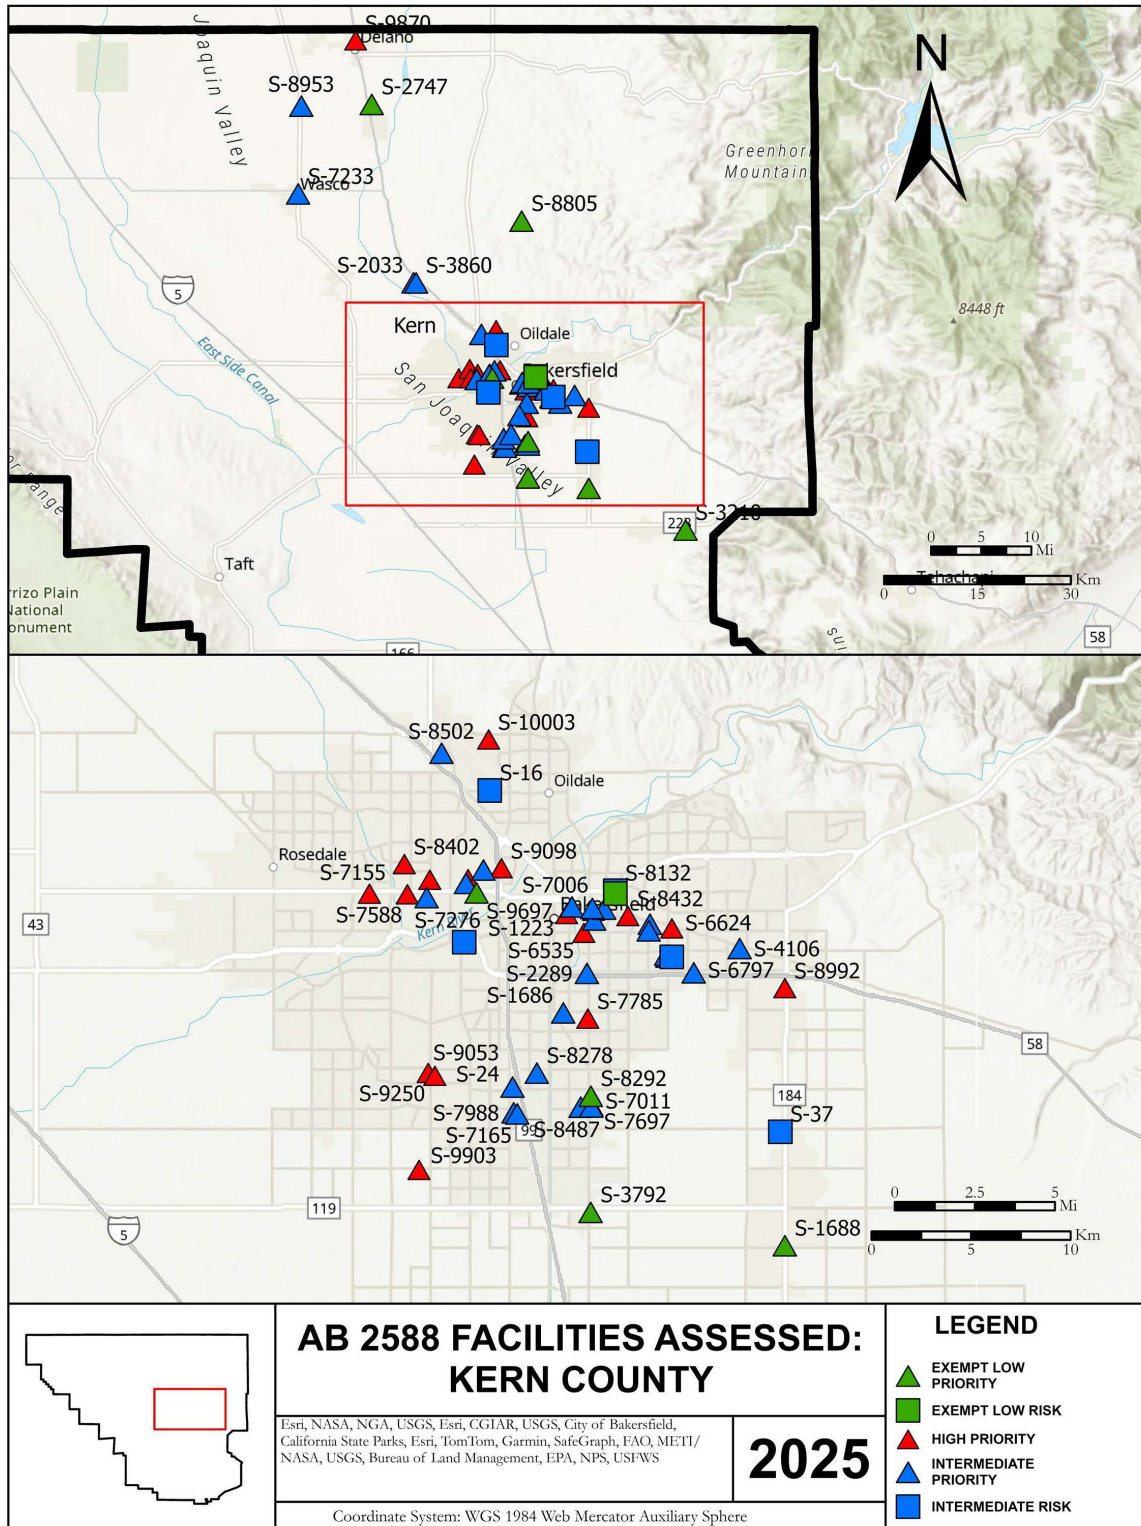 S-9870
Delano
Joaquin Valley
S-8953
S-2747
N
Greenhorn
Mountain
S-7233
Wasco
S-8805
S-2033
S-3860
5
8448 ft
Kern
Oildale
East Side Canal
San Joaquin Valley
kersfield
223
S-3218
0 5 10
Mi
Taft
Tehachapi
Km
0 15 30
rrizo Plain
National
onument
Range
ins
58
166
S-10003
S-8502
S-16
Oildale
Rosedale
S-8402
S-9098
S-7155
S-8132
S-7006
S-8432
S-7588
S-9697
Bakersfield
43
S-7276
S-1223
S-6624
Kern River
S-6535
S-4106
S-2289
S-6797
S-8992
S-1686
S-7785
58
S-9053
S-8278
S-24
S-8292
S-9250
184
S-7011
S-7988
S-37
S-7697
S-8487
99
S-7165
S-9903
S-3792
0 2.5 5
Mi
119
5
S-1688
Km
0 10
AB 2588 FACILITIES ASSESSED:
KERN COUNTY
Esri, NASA, NGA, USGS, Esri, CGIAR, USGS, City of Bakersfield,
California State Parks, Esri, TomTom, Garmin, SafeGraph, FAO, METI/
NASA, USGS, Bureau of Land Management, EPA, NPS, USFWS
2025
Coordinate System: WGS 1984 Web Mercator Auxiliary Sphere
LEGEND
EXEMPT LOW
PRIORITY
EXEMPT LOW RISK
HIGH PRIORITY
INTERMEDIATE
PRIORITY
INTERMEDIATE RISK